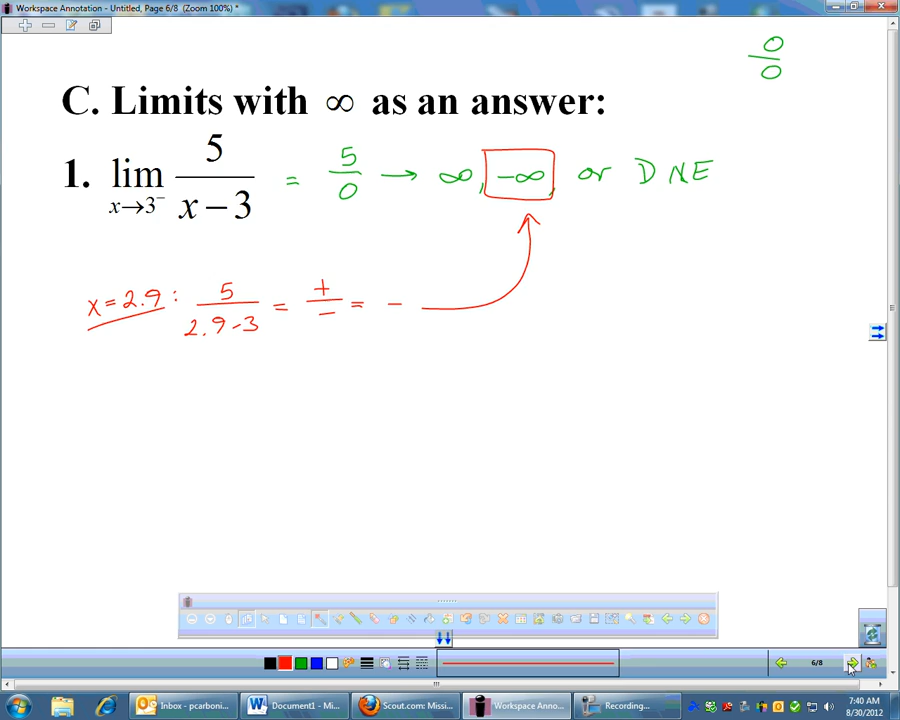 Workspace Annotation - Untitled, Page 6/8 (Zoom 100%) *
0/0
C. Limits with ∞ as an answer:
1. lim x→3⁻ 5/(x−3) = 5/0 → ∞, −∞, or DNE
x=2.9: 5/(2.9−3) = +/− = −
6/8
Inbox - pcarboni...
W Document1 - Mi...
Scout.com: Missi...
Workspace Anno...
Recording...
7:40 AM
8/30/2012